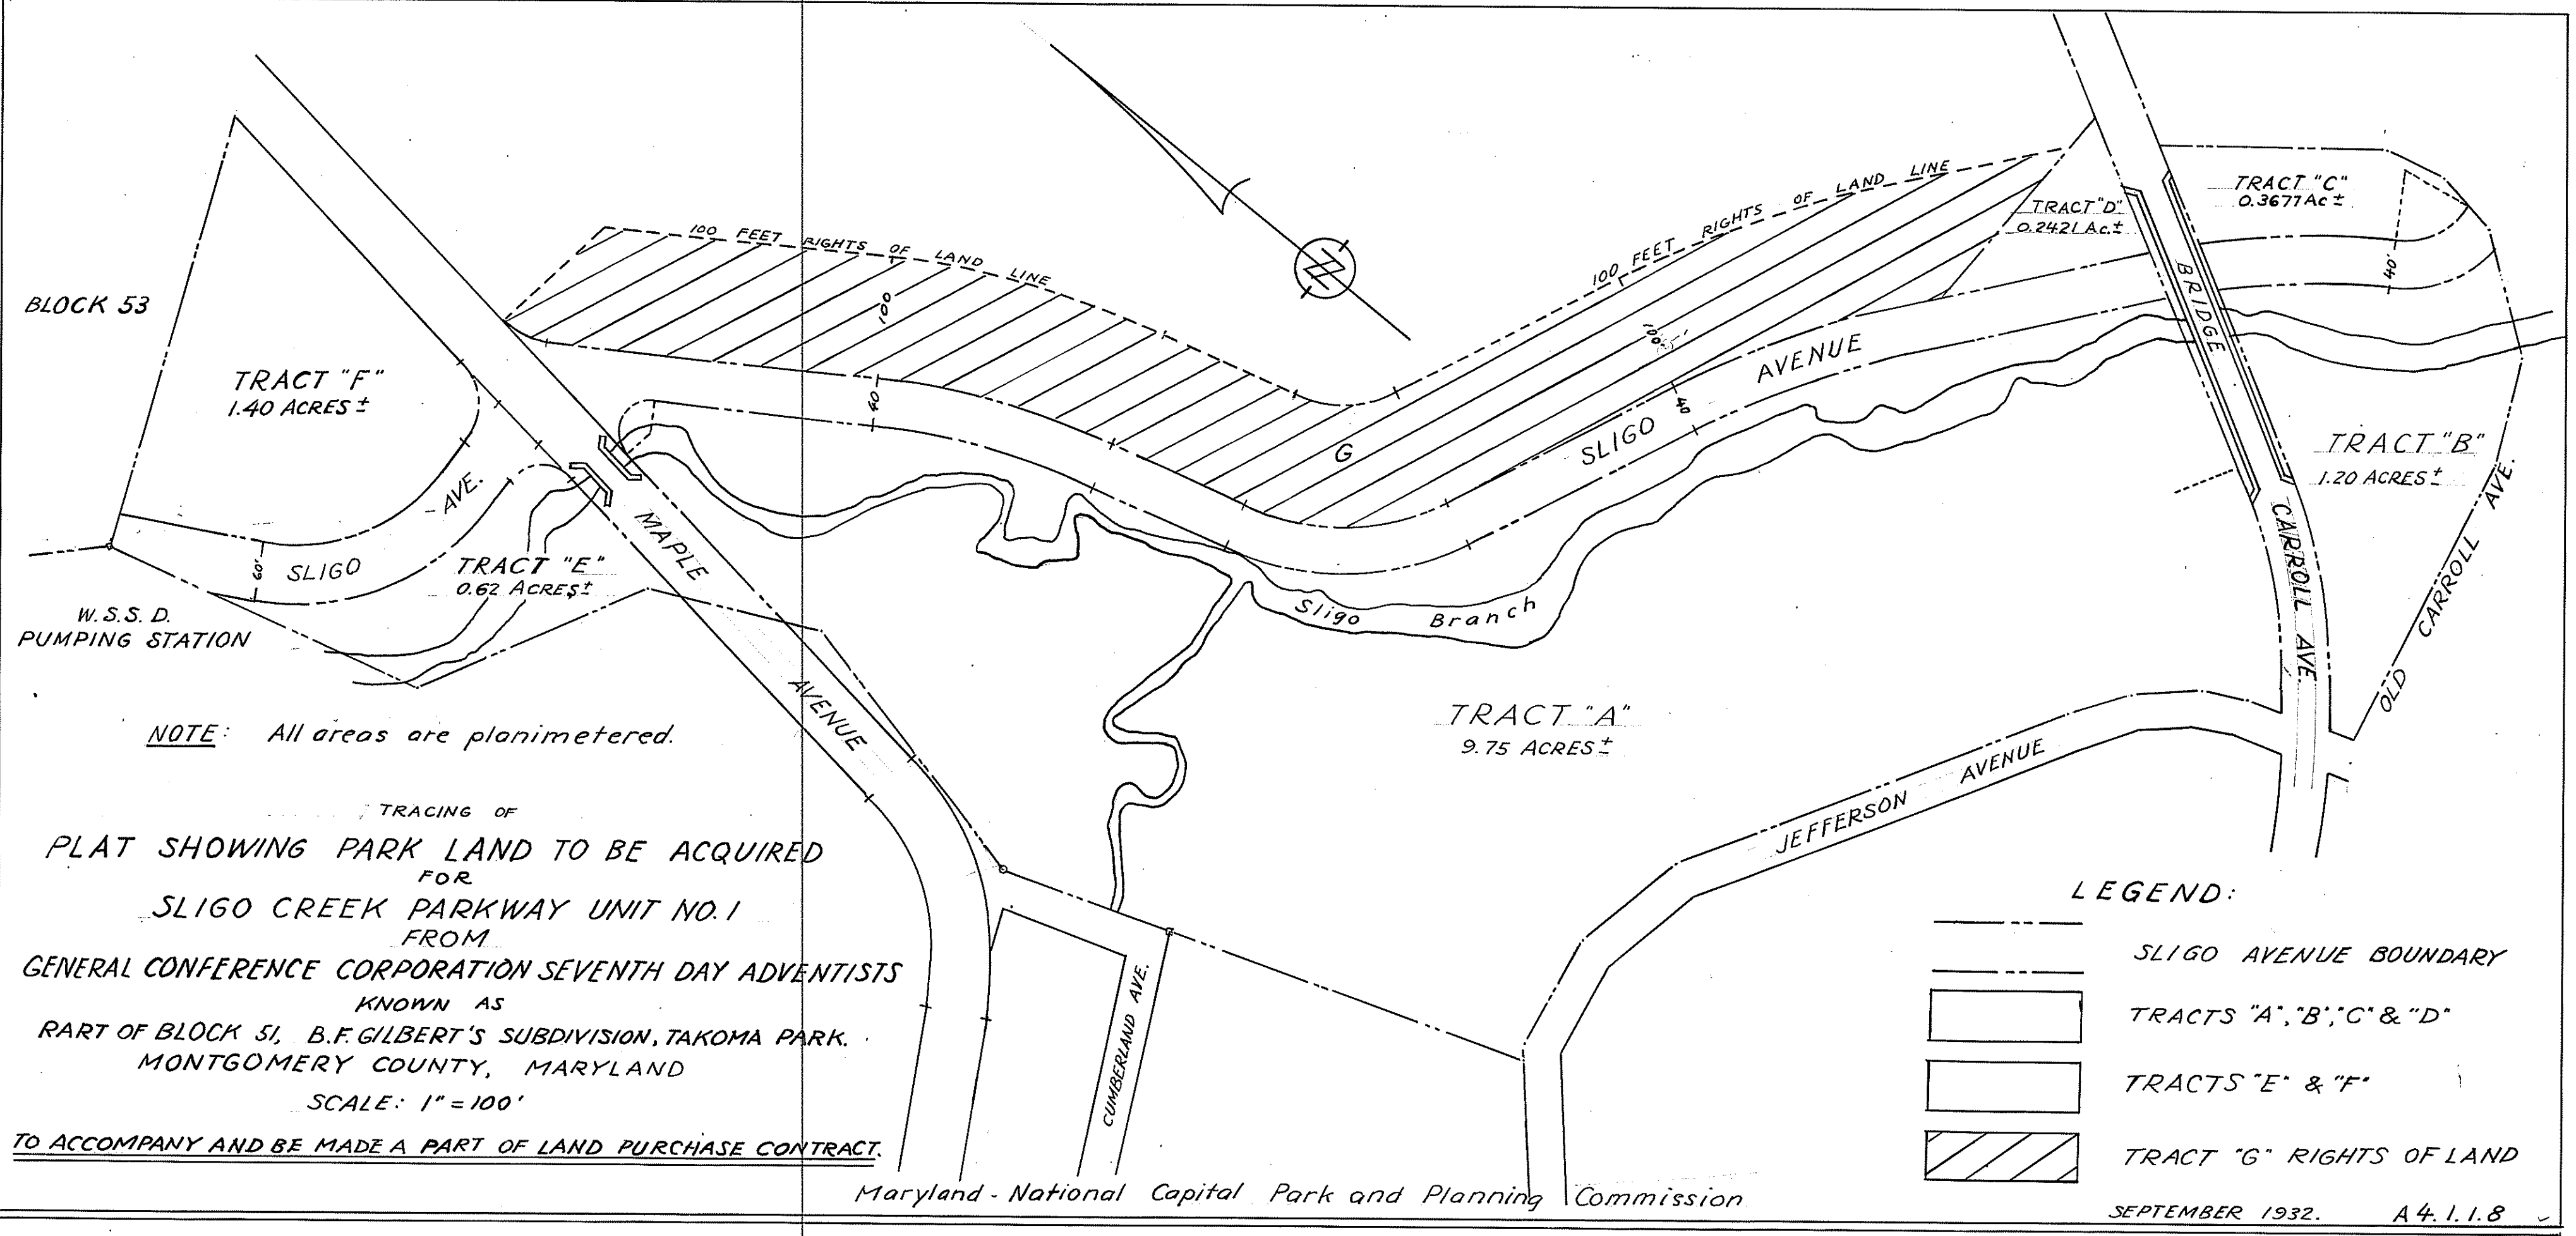 BLOCK 53
TRACT "F"
1.40 ACRES ±
100 FEET RIGHTS OF LAND LINE
100
40
100 FEET RIGHTS OF LAND LINE
100'
G
40
SLIGO AVENUE
TRACT "D"
0.2421 Ac.±
TRACT "C"
0.3677 Ac ±
40'
BRIDGE
TRACT "B"
1.20 ACRES ±
CARROLL AVE.
OLD CARROLL AVE.
SLIGO - AVE.
60'
TRACT "E"
0.62 ACRES ±
W.S.S.D.
PUMPING STATION
MAPLE AVENUE
Sligo Branch
TRACT "A"
9.75 ACRES ±
JEFFERSON AVENUE
CUMBERLAND AVE.
NOTE: All areas are planimetered.
TRACING OF
PLAT SHOWING PARK LAND TO BE ACQUIRED
FOR
SLIGO CREEK PARKWAY UNIT NO. 1
FROM
GENERAL CONFERENCE CORPORATION SEVENTH DAY ADVENTISTS
KNOWN AS
RART OF BLOCK 51, B.F. GILBERT'S SUBDIVISION, TAKOMA PARK.
MONTGOMERY COUNTY, MARYLAND
SCALE: 1" = 100'
TO ACCOMPANY AND BE MADE A PART OF LAND PURCHASE CONTRACT.
LEGEND:
SLIGO AVENUE BOUNDARY
TRACTS "A", "B", "C" & "D"
TRACTS "E" & "F"
TRACT "G" RIGHTS OF LAND
Maryland - National Capital Park and Planning Commission
SEPTEMBER 1932. A 4.1.1.8